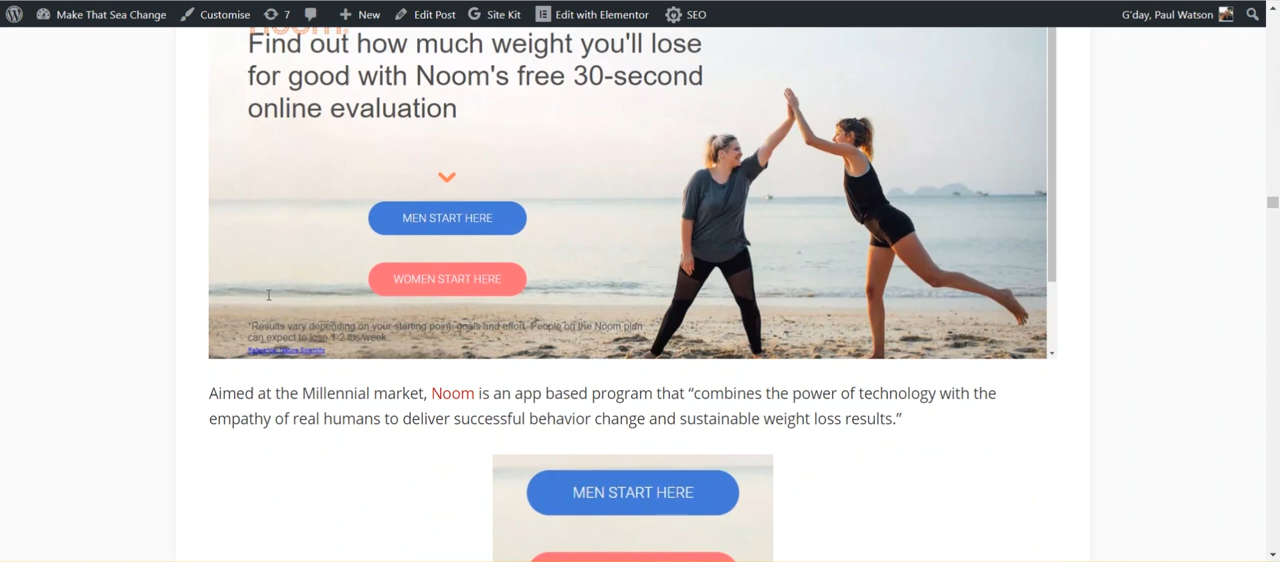 Make That Sea Change Customise 7 New Edit Post Site Kit Edit with Elementor SEO G'day, Paul Watson
Find out how much weight you'll lose
for good with Noom's free 30-second
online evaluation
MEN START HERE
WOMEN START HERE
*Results vary depending on your starting point, goals and effort. People on the Noom plan
can expect to lose 1-2 lbs/week
Aimed at the Millennial market, Noom is an app based program that “combines the power of technology with the
empathy of real humans to deliver successful behavior change and sustainable weight loss results.”
MEN START HERE